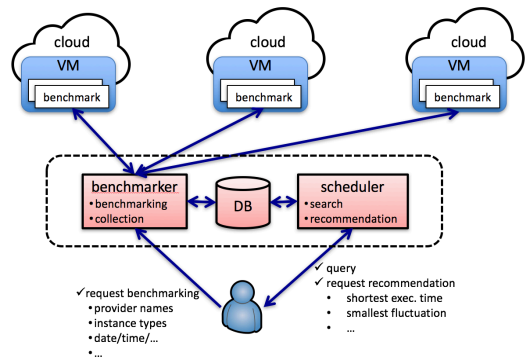 cloud
VM
benchmark
cloud
VM
benchmark
cloud
VM
benchmark
benchmarker
•benchmarking
•collection
DB
scheduler
•search
•recommendation
✓request benchmarking
•provider names
•instance types
•date/time/...
•...
✓ query
✓ request recommendation
• shortest exec. time
• smallest fluctuation
• ...